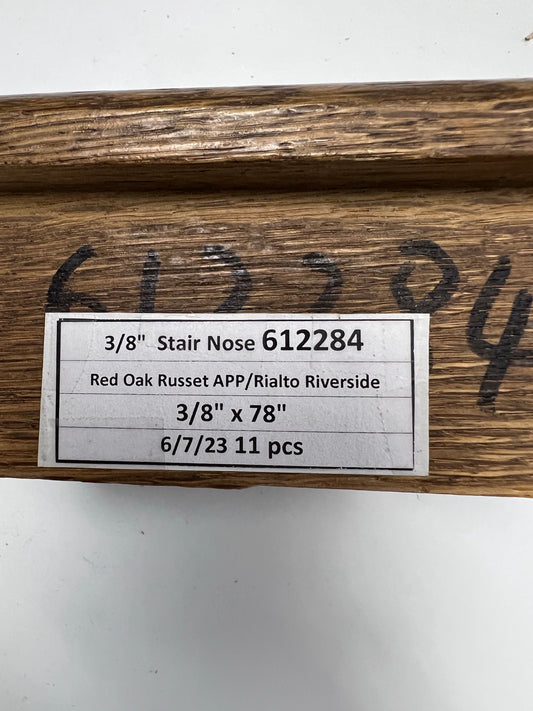 612284
3/8" Stair Nose 612284
Red Oak Russet APP/Rialto Riverside
3/8" x 78"
6/7/23 11 pcs